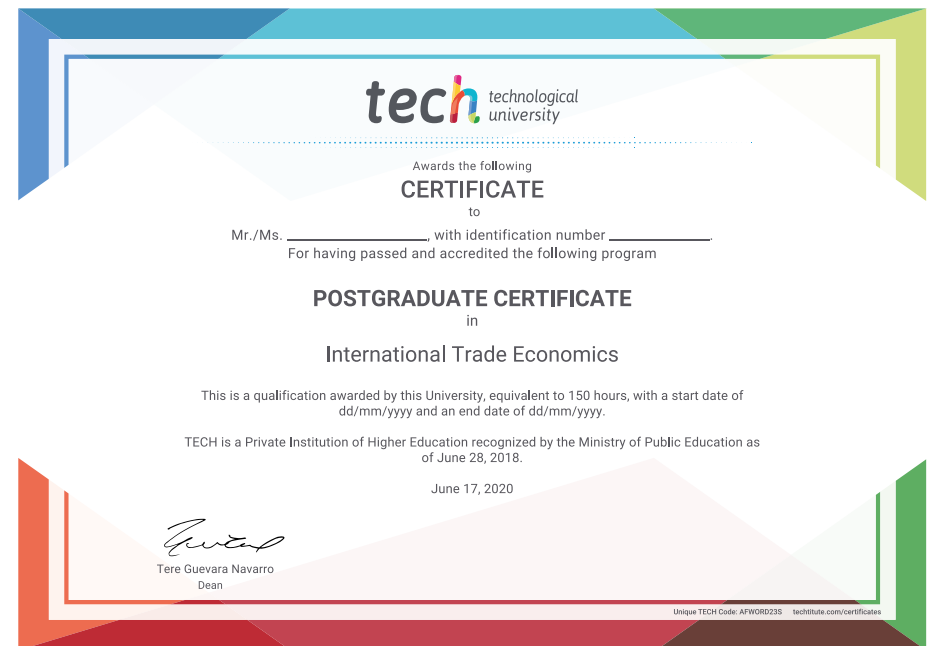 tech technological
university
Awards the following
CERTIFICATE
to
Mr./Ms. ____________, with identification number ____________.
For having passed and accredited the following program
POSTGRADUATE CERTIFICATE
in
International Trade Economics
This is a qualification awarded by this University, equivalent to 150 hours, with a start date of
dd/mm/yyyy and an end date of dd/mm/yyyy.
TECH is a Private Institution of Higher Education recognized by the Ministry of Public Education as
of June 28, 2018.
June 17, 2020
Tere Guevara Navarro
Dean
Unique TECH Code: AFWORD23S techtitute.com/certificates